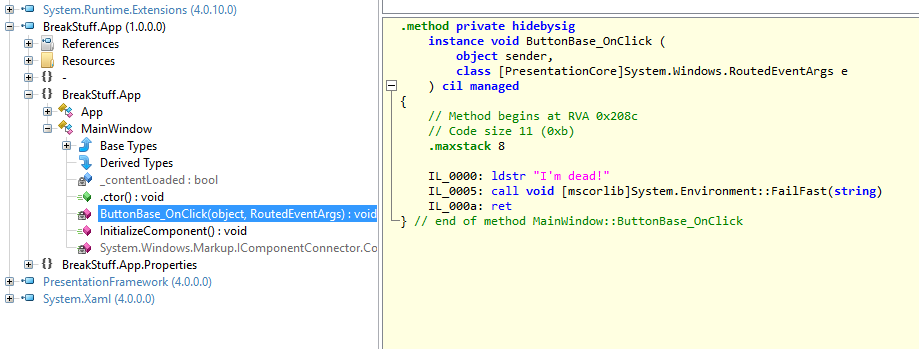 System.Runtime.Extensions (4.0.10.0)
BreakStuff.App (1.0.0.0)
References
Resources
{} -
{} BreakStuff.App
App
MainWindow
Base Types
Derived Types
_contentLoaded : bool
.ctor() : void
ButtonBase_OnClick(object, RoutedEventArgs) : void
InitializeComponent() : void
System.Windows.Markup.IComponentConnector.Co
{} BreakStuff.App.Properties
PresentationFramework (4.0.0.0)
System.Xaml (4.0.0.0)
.method private hidebysig
instance void ButtonBase_OnClick (
object sender,
class [PresentationCore]System.Windows.RoutedEventArgs e
) cil managed
{
// Method begins at RVA 0x208c
// Code size 11 (0xb)
.maxstack 8
IL_0000: ldstr "I'm dead!"
IL_0005: call void [mscorlib]System.Environment::FailFast(string)
IL_000a: ret
} // end of method MainWindow::ButtonBase_OnClick